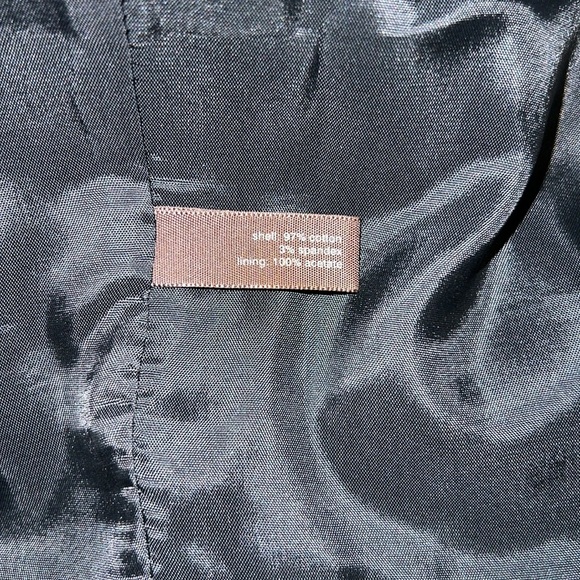 shell: 97% cotton
3% spandex
lining: 100% acetate